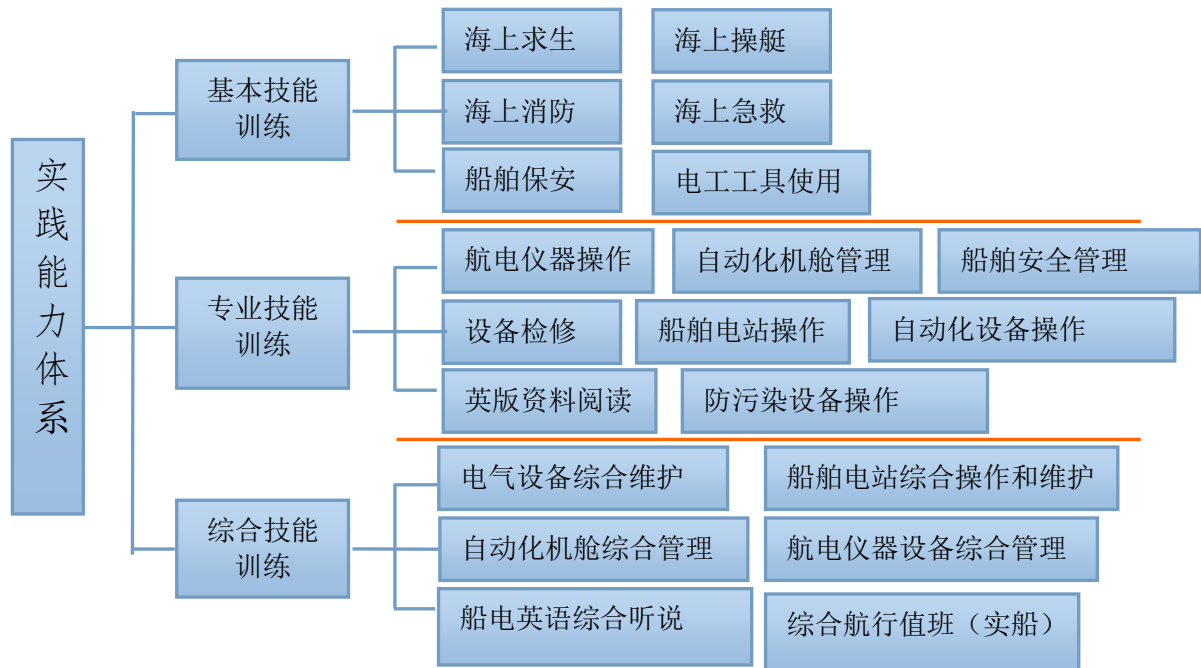 实践能力体系
基本技能
训练
海上求生
海上操艇
海上消防
海上急救
船舶保安
电工工具使用
专业技能
训练
航电仪器操作
自动化机舱管理
船舶安全管理
设备检修
船舶电站操作
自动化设备操作
英版资料阅读
防污染设备操作
综合技能
训练
电气设备综合维护
船舶电站综合操作和维护
自动化机舱综合管理
航电仪器设备综合管理
船电英语综合听说
综合航行值班（实船）